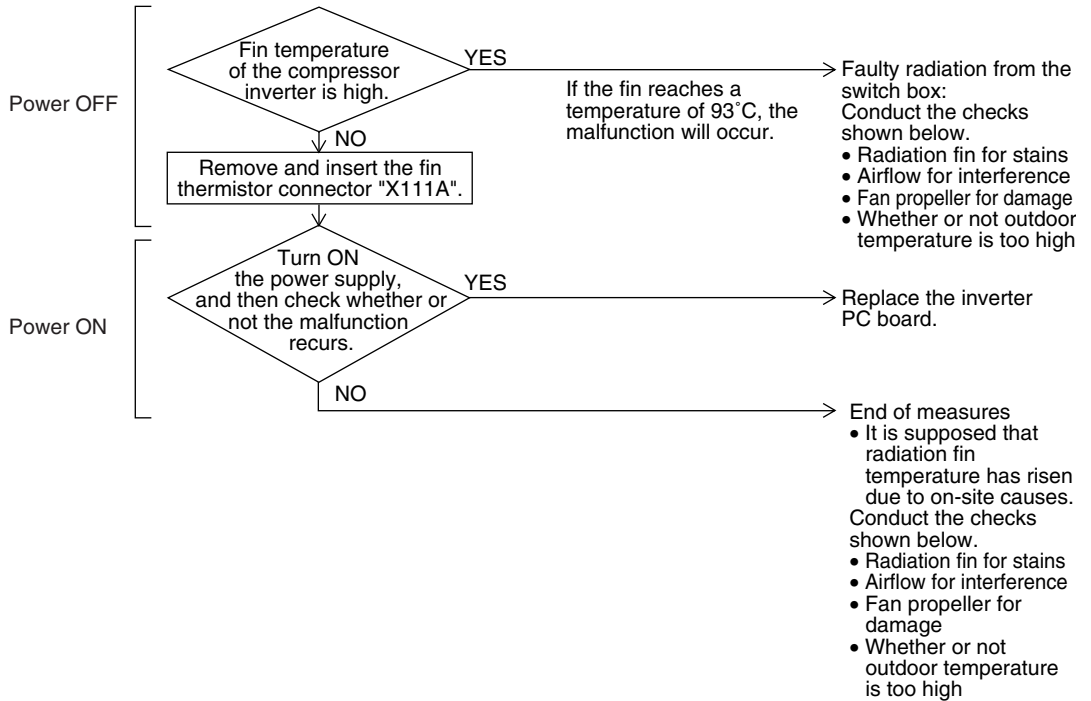 Power OFF
Fin temperature
of the compressor
inverter is high.
YES
If the fin reaches a
temperature of 93˚C, the
malfunction will occur.
Faulty radiation from the
switch box:
Conduct the checks
shown below.
• Radiation fin for stains
• Airflow for interference
• Fan propeller for damage
• Whether or not outdoor
temperature is too high
NO
Remove and insert the fin
thermistor connector "X111A".
Power ON
Turn ON
the power supply,
and then check whether or
not the malfunction
recurs.
YES
Replace the inverter
PC board.
NO
End of measures
• It is supposed that
radiation fin
temperature has risen
due to on-site causes.
Conduct the checks
shown below.
• Radiation fin for stains
• Airflow for interference
• Fan propeller for
damage
• Whether or not
outdoor temperature
is too high